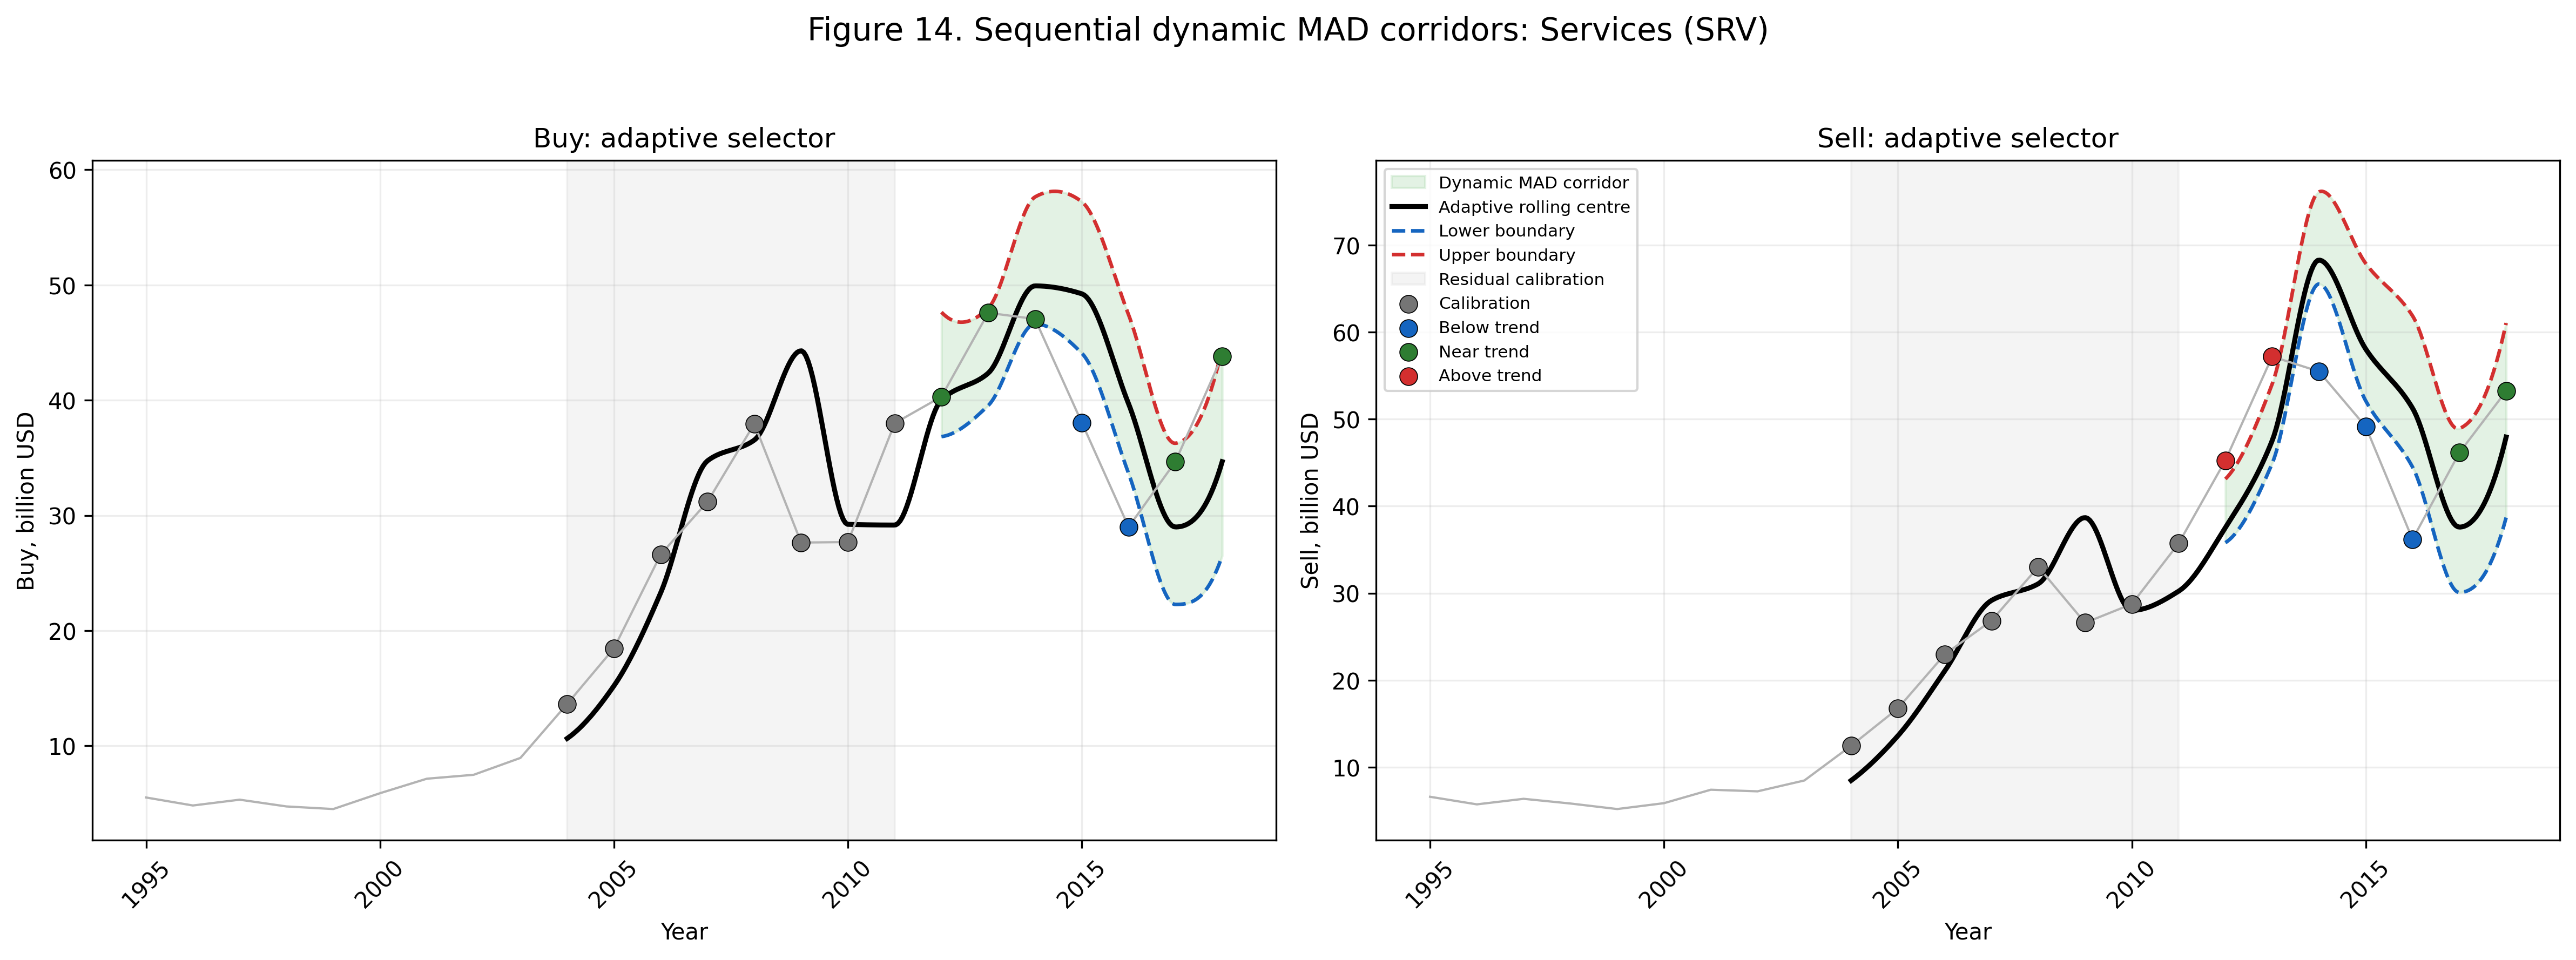 Figure 14. Sequential dynamic MAD corridors: Services (SRV)
Buy: adaptive selector
60
50
40
30
20
10
Buy, billion USD
1995
2000
2005
2010
2015
Year
Sell: adaptive selector
Dynamic MAD corridor
Adaptive rolling centre
Lower boundary
Upper boundary
Residual calibration
Calibration
Below trend
Near trend
Above trend
70
60
50
40
30
20
10
Sell, billion USD
1995
2000
2005
2010
2015
Year